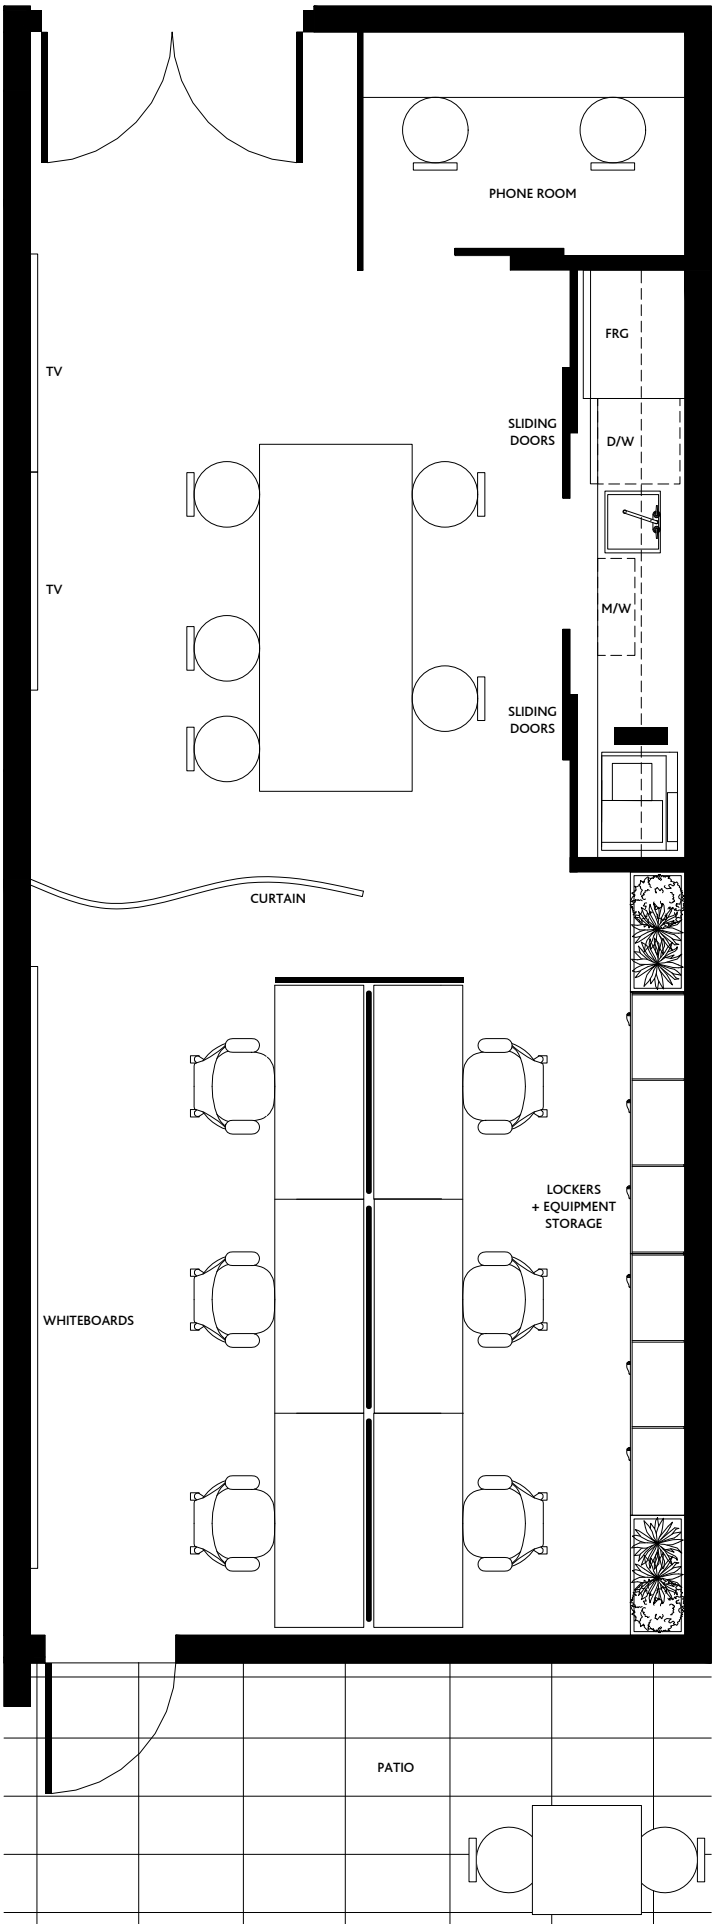 PHONE ROOM
FRG
TV
SLIDING
DOORS
D/W
TV
M/W
SLIDING
DOORS
CURTAIN
LOCKERS
+ EQUIPMENT
STORAGE
WHITEBOARDS
PATIO